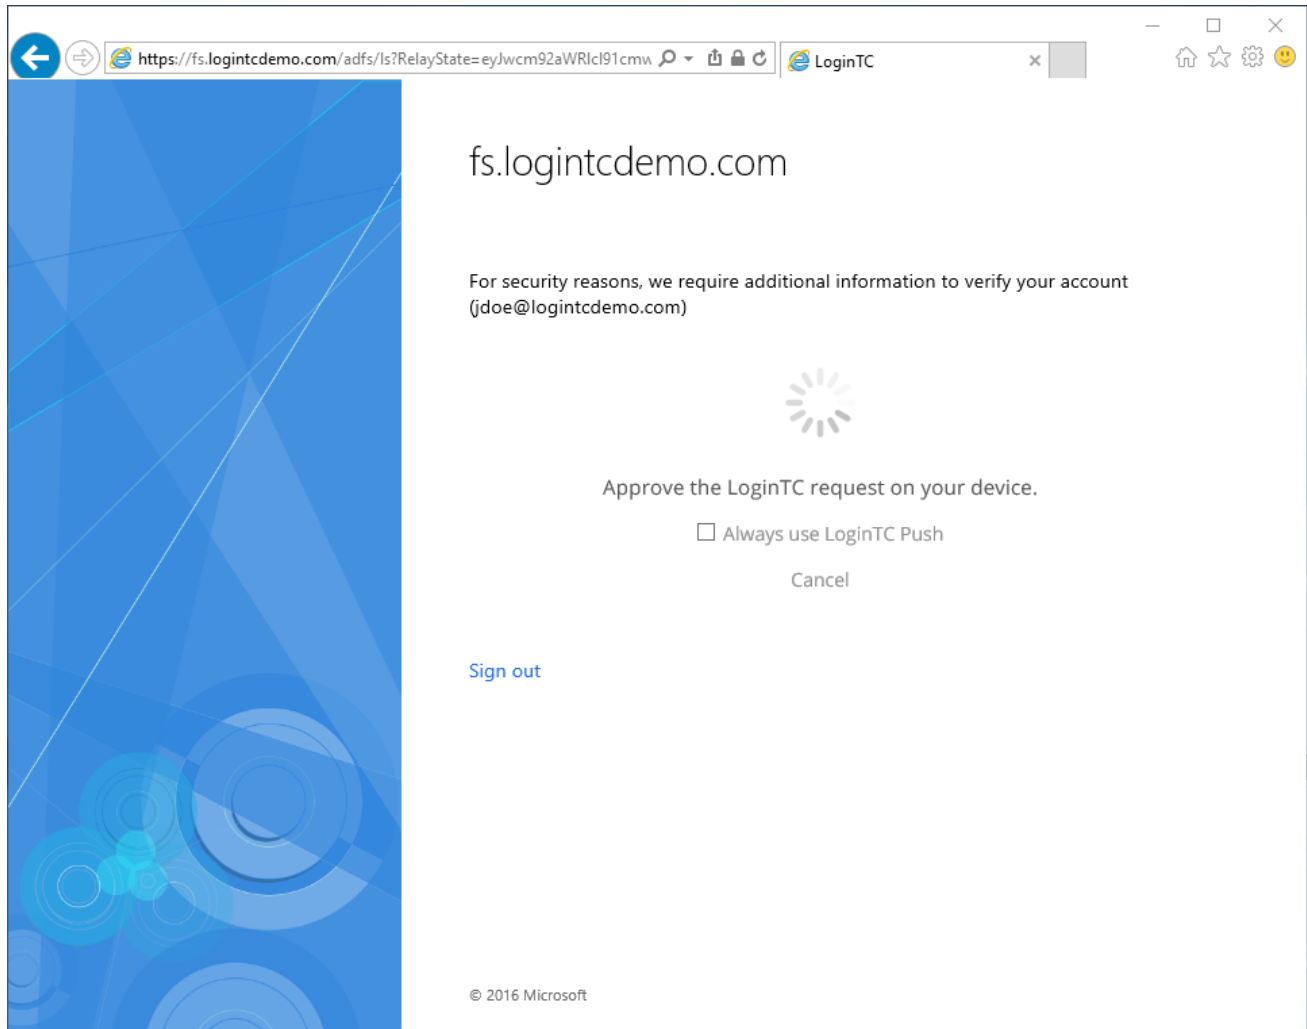 https://fs.logintcdemo.com/adfs/ls?RelayState=
LoginTC
fs.logintcdemo.com
For security reasons, we require additional information to verify your account
(jdoe@logintcdemo.com)
Approve the LoginTC request on your device.
Always use LoginTC Push
Cancel
Sign out
© 2016 Microsoft